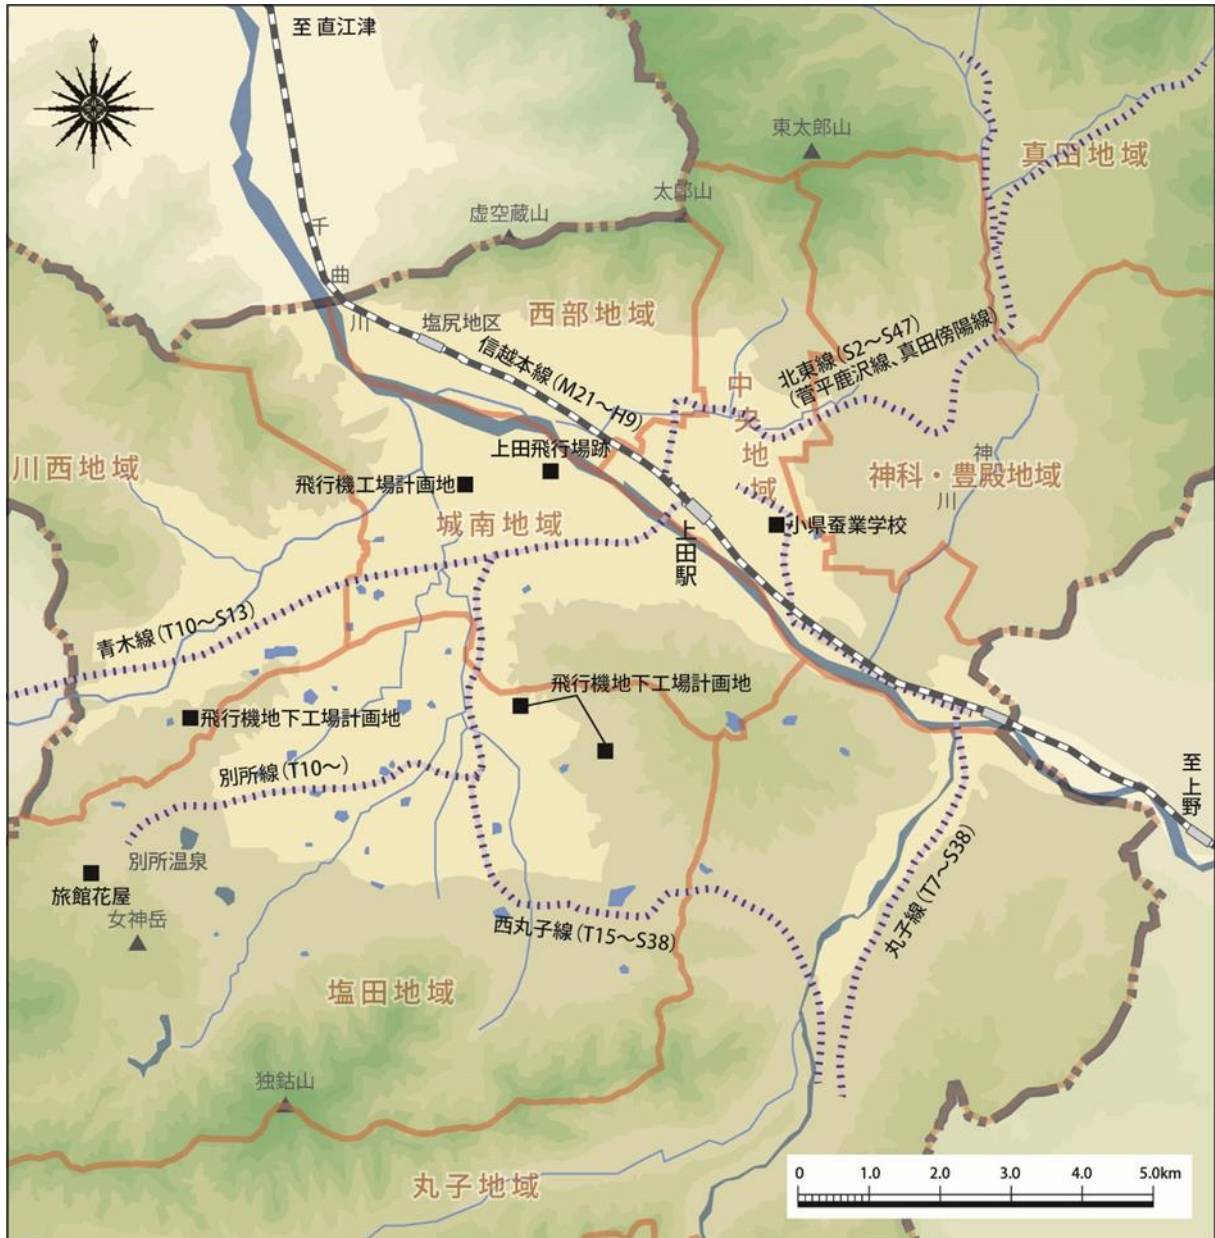 至 直江津
東太郎山
真田地域
太郎山
虚空蔵山
千
曲
川
塩尻地区
西部地域
信越本線（M21～H9）
北東線（S2～S47）
（菅平鹿沢線、真田傍陽線）
中央地域
上田飛行場跡
川西地域
飛行機工場計画地
神科・豊殿地域
神
川
城南地域
小県蚕業学校
上田駅
青木線（T10～S13）
飛行機地下工場計画地
飛行機地下工場計画地
別所線（T10～）
至上野
別所温泉
旅館花屋
女神岳
丸子線（T7～S38）
西丸子線（T15～S38）
塩田地域
独鈷山
丸子地域
0 1.0 2.0 3.0 4.0 5.0km